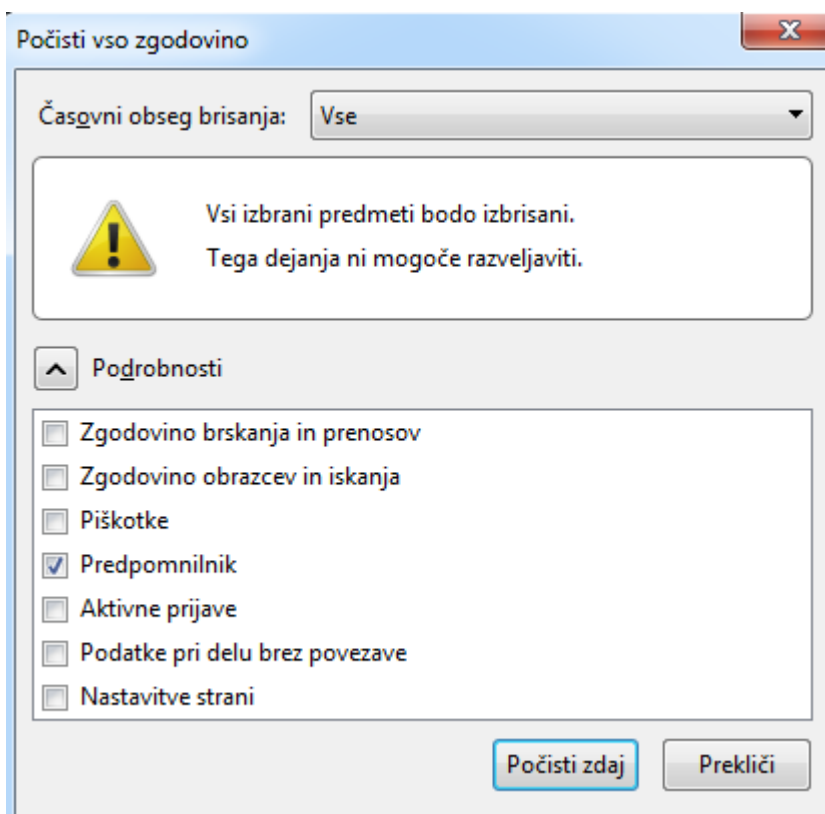 Počisti vso zgodovino
Časovni obseg brisanja: Vse
Vsi izbrani predmeti bodo izbrisani.
Tega dejanja ni mogoče razveljaviti.
Podrobnosti
Zgodovino brskanja in prenosov
Zgodovino obrazcev in iskanja
Piškotke
Predpomnilnik
Aktivne prijave
Podatke pri delu brez povezave
Nastavitve strani
Počisti zdaj Prekliči